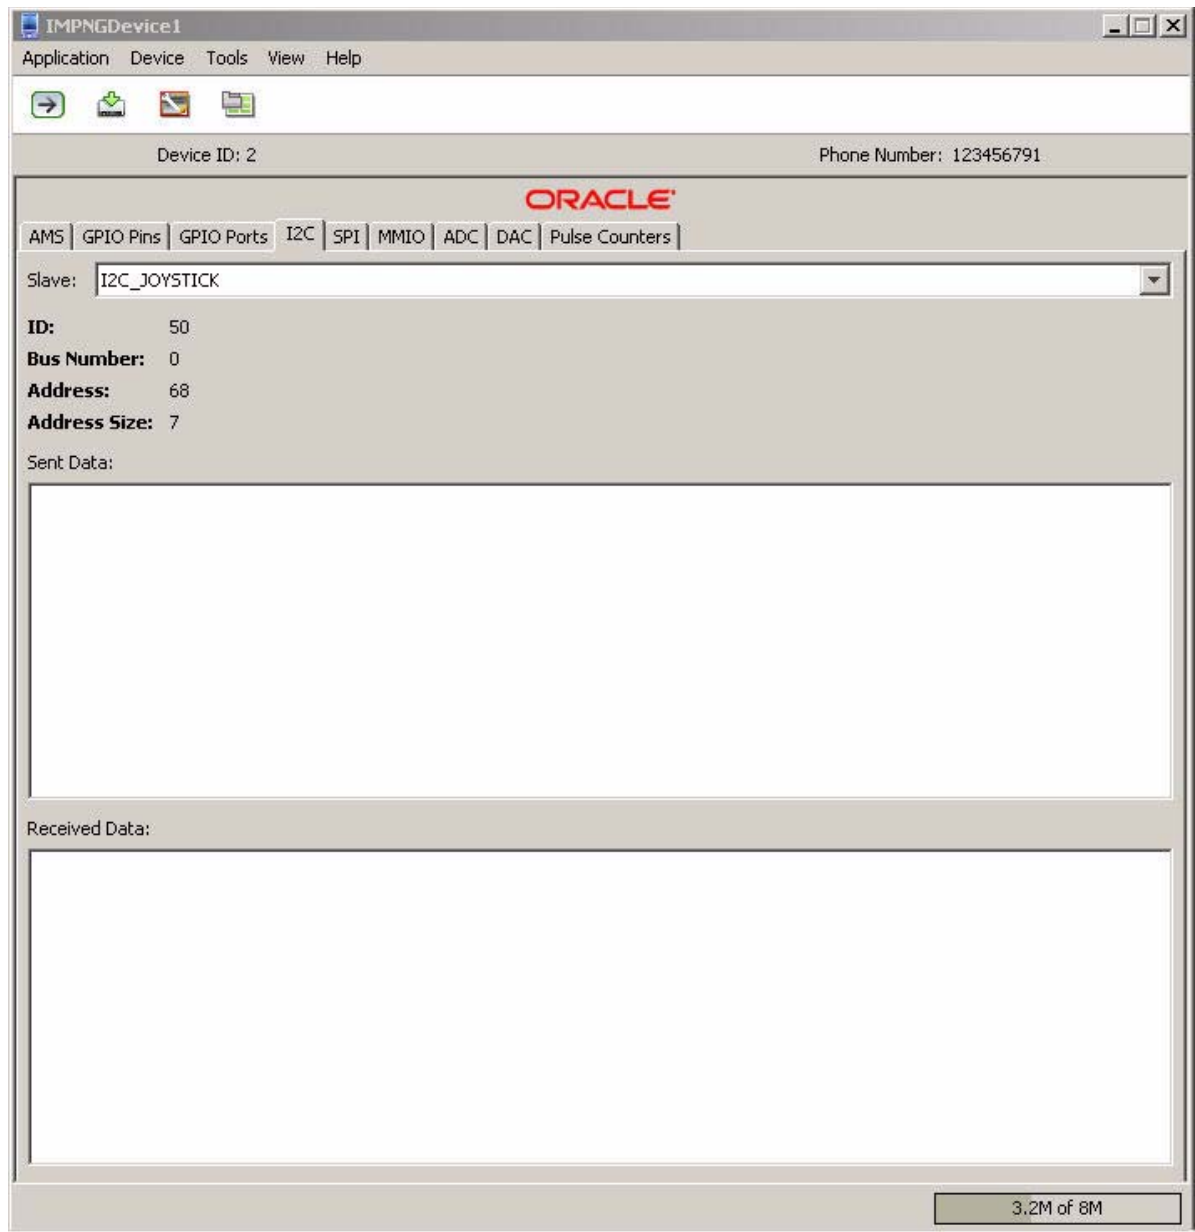 IMPNGDevice1
Application Device Tools View Help
Device ID: 2 Phone Number: 123456791
ORACLE
AMS GPIO Pins GPIO Ports I2C SPI MMIO ADC DAC Pulse Counters
Slave: I2C_JOYSTICK
ID: 50
Bus Number: 0
Address: 68
Address Size: 7
Sent Data:
Received Data:
3.2M of 8M